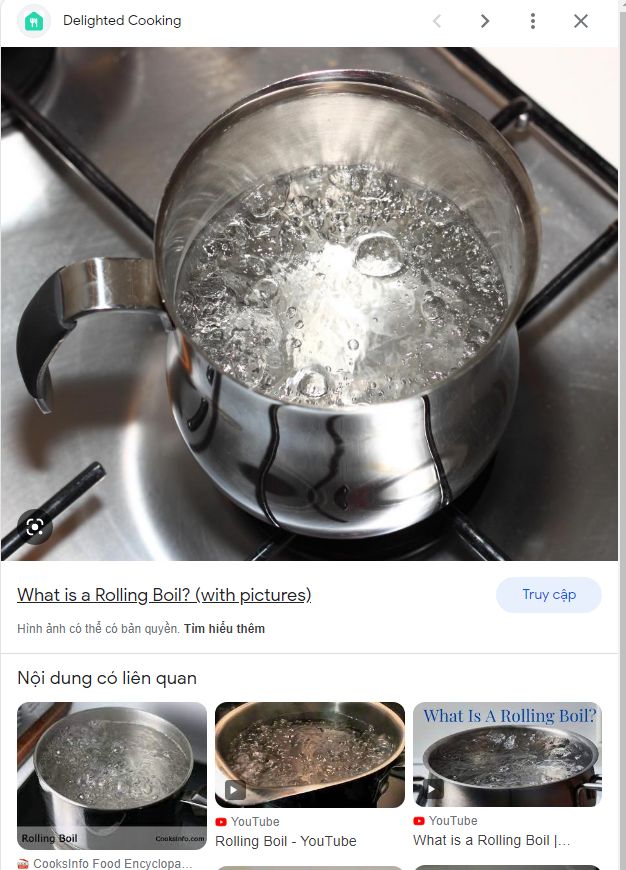 Delighted Cooking
What is a Rolling Boil? (with pictures)
Truy cập
Hình ảnh có thể có bản quyền. Tìm hiểu thêm
Nội dung có liên quan
Rolling Boil
CooksInfo.com
What Is A Rolling Boil?
CooksInfo Food Encyclopa...
YouTube
Rolling Boil - YouTube
YouTube
What is a Rolling Boil |...